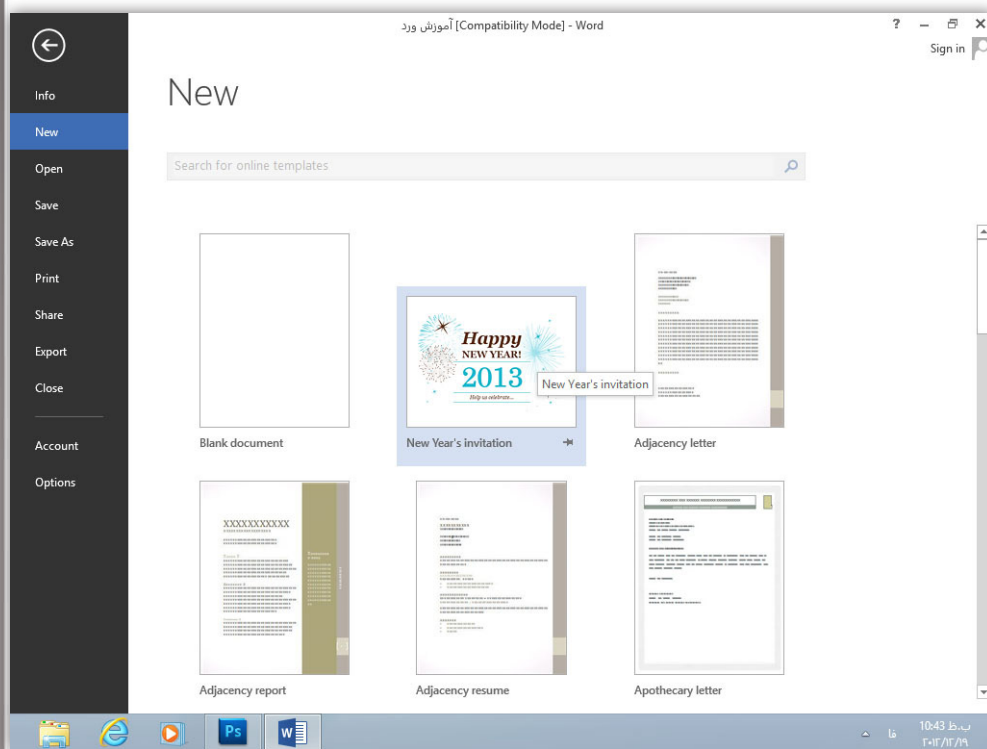 آموزش ورد [Compatibility Mode] - Word
?
Sign in
Info
New
Open
Save
Save As
Print
Share
Export
Close
Account
Options
New
Search for online templates
Blank document
Happy
NEW YEAR!
2013
Help us celebrate...
New Year's invitation
New Year's invitation
Adjacency letter
XXXXXXXXXXX
Adjacency report
Adjacency resume
Apothecary letter
Ps
W
فا
10:43 ب.ظ
۲۰۱۲/۱۲/۱۹